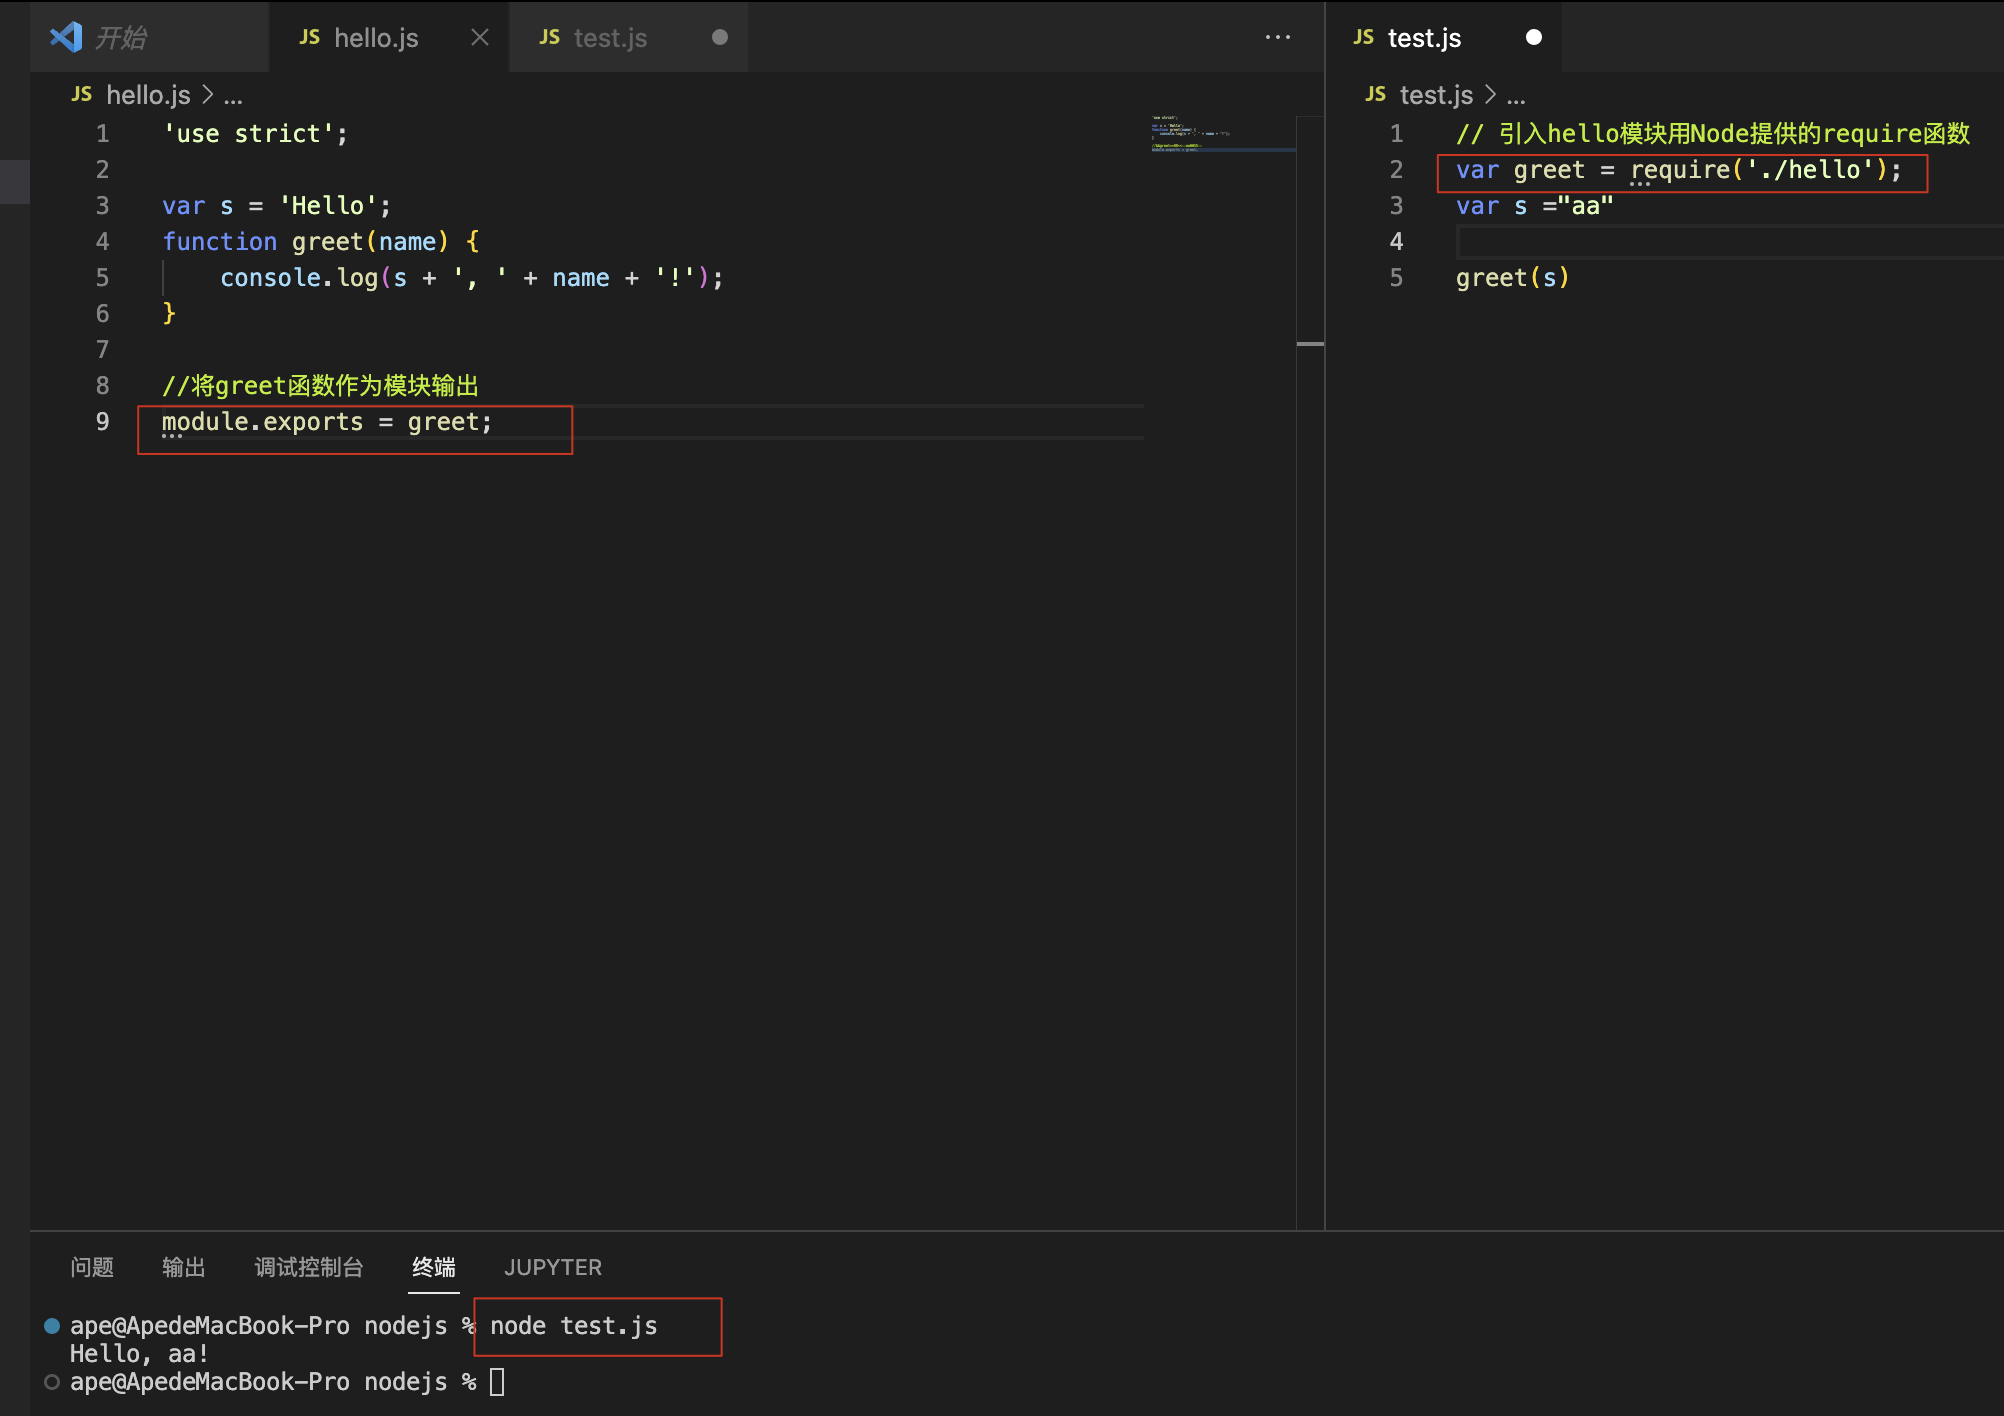 开始
JS hello.js
JS test.js
JS hello.js > ...
1 'use strict';
2
3 var s = 'Hello';
4 function greet(name) {
5 console.log(s + ', ' + name + '!');
6 }
7
8 //将greet函数作为模块输出
9 module.exports = greet;
JS test.js
JS test.js > ...
1 // 引入hello模块用Node提供的require函数
2 var greet = require('./hello');
3 var s ="aa"
4
5 greet(s)
问题 输出 调试控制台 终端 JUPYTER
ape@ApedeMacBook-Pro nodejs % node test.js
Hello, aa!
ape@ApedeMacBook-Pro nodejs %